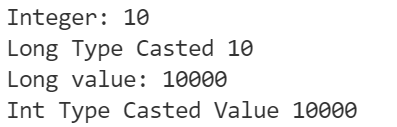 Integer: 10
Long Type Casted 10
Long value: 10000
Int Type Casted Value 10000